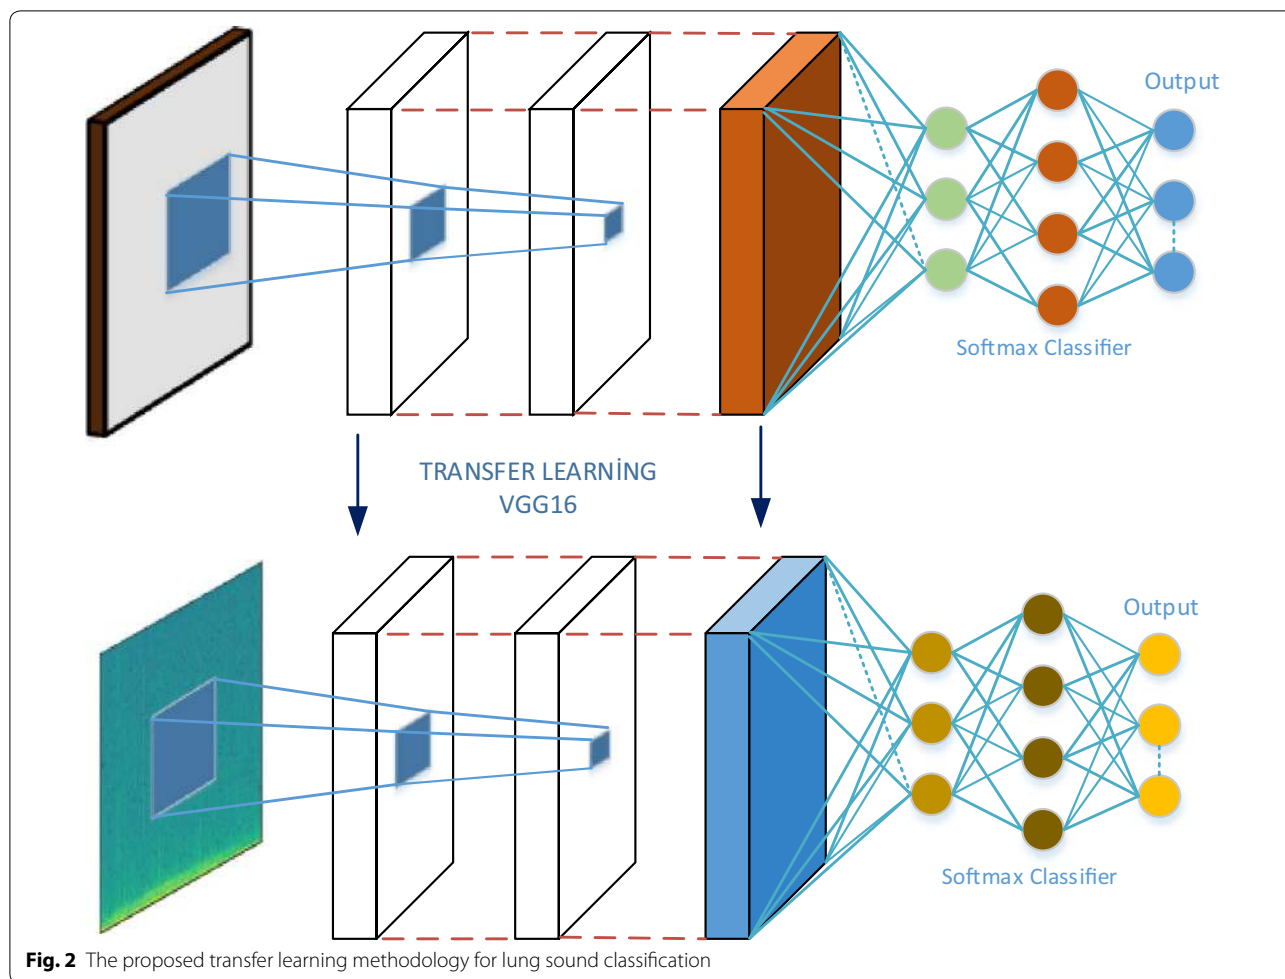 Output
Softmax Classifier
TRANSFER LEARNİNG
VGG16
Output
Softmax Classifier
Fig. 2 The proposed transfer learning methodology for lung sound classification